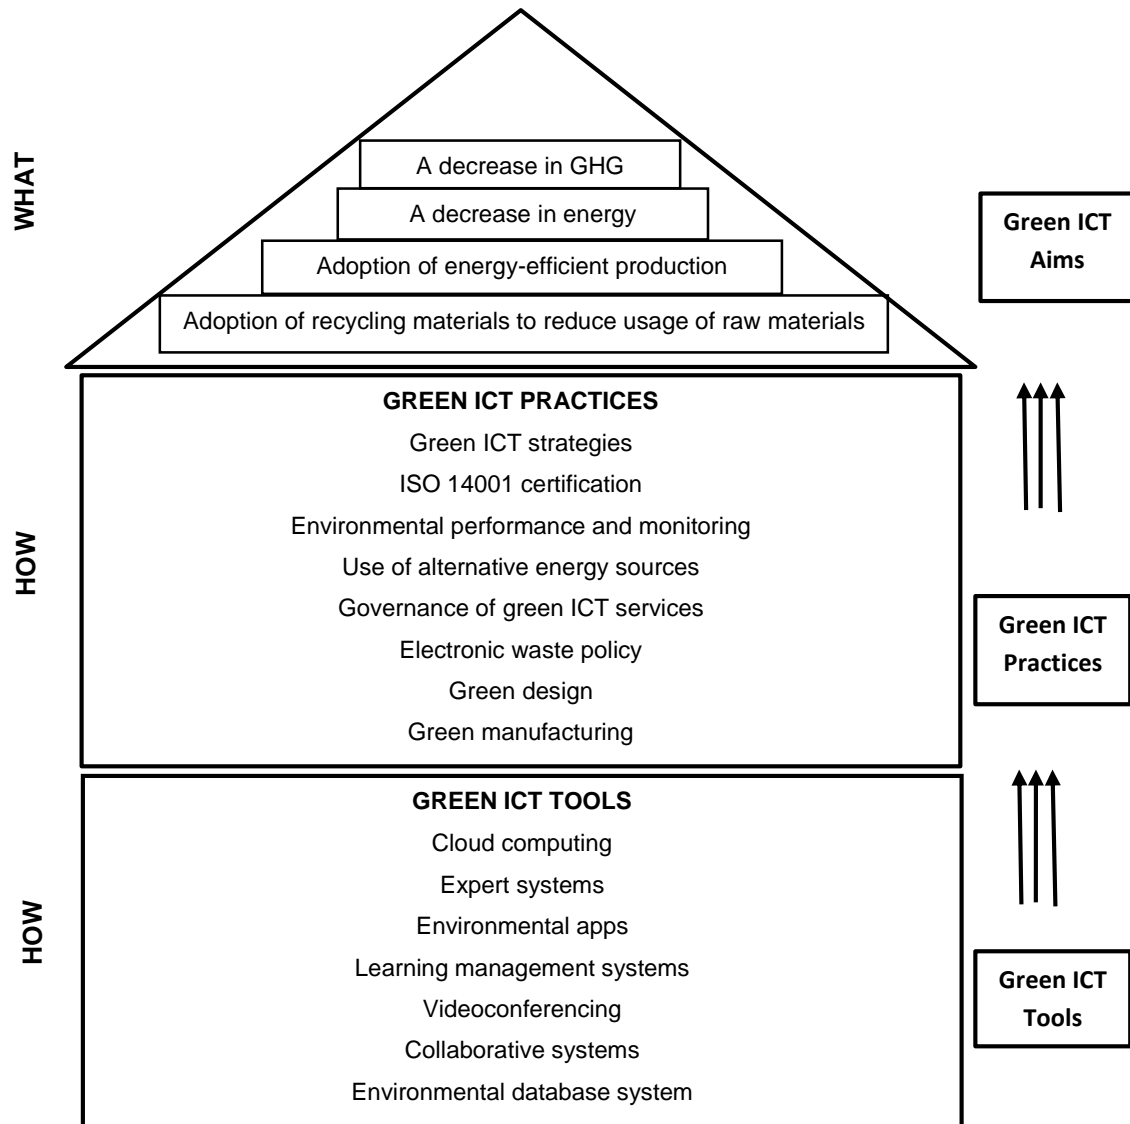 WHAT
A decrease in GHG
A decrease in energy
Adoption of energy-efficient production
Adoption of recycling materials to reduce usage of raw materials
Green ICT
Aims
HOW
GREEN ICT PRACTICES
Green ICT strategies
ISO 14001 certification
Environmental performance and monitoring
Use of alternative energy sources
Governance of green ICT services
Electronic waste policy
Green design
Green manufacturing
Green ICT
Practices
HOW
GREEN ICT TOOLS
Cloud computing
Expert systems
Environmental apps
Learning management systems
Videoconferencing
Collaborative systems
Environmental database system
Green ICT
Tools